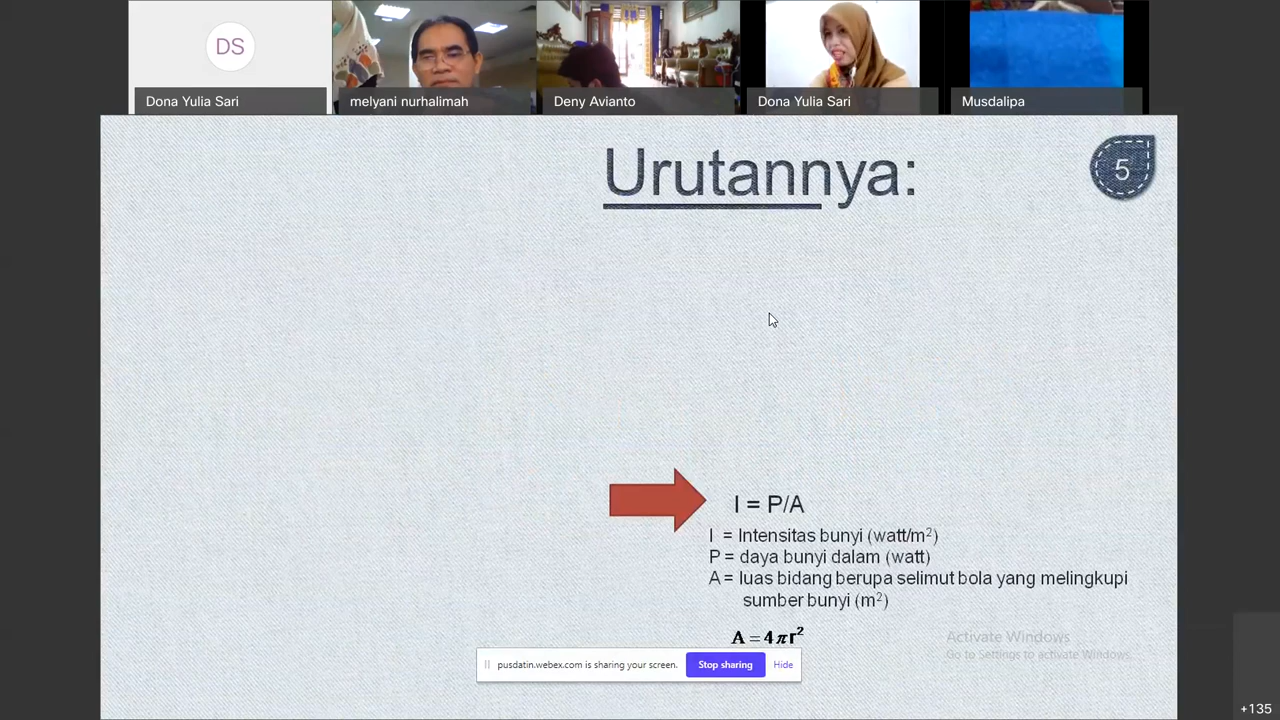 DS
Dona Yulia Sari
melyani nurhalimah
Deny Avianto
Dona Yulia Sari
Musdalipa
Urutannya:
5
I = P/A
I = Intensitas bunyi (watt/m²)
P = daya bunyi dalam (watt)
A = luas bidang berupa selimut bola yang melingkupi
sumber bunyi (m²)
A = 4πr²
Activate Windows
Go to Settings to activate Windows.
pusdatin.webex.com is sharing your screen.
Stop sharing
Hide
+135